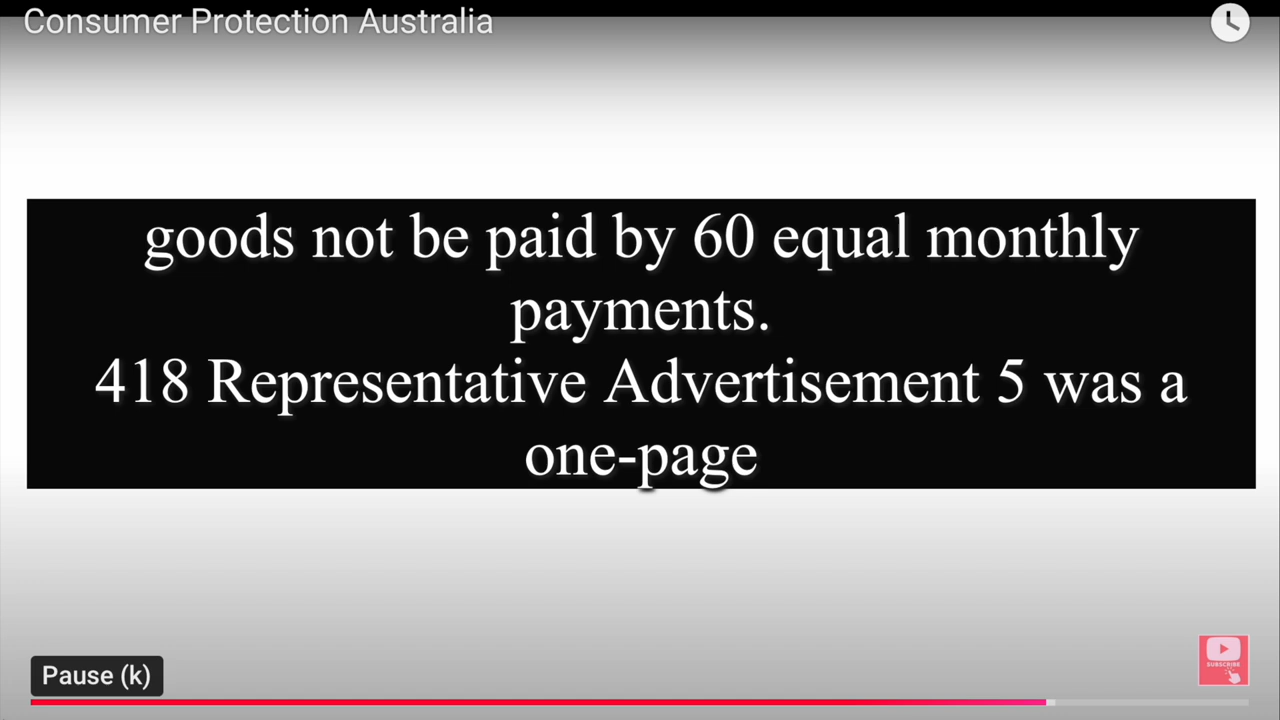 Consumer Protection Australia
goods not be paid by 60 equal monthly
payments.
418 Representative Advertisement 5 was a
one-page
SUBSCRIBE
Pause (k)